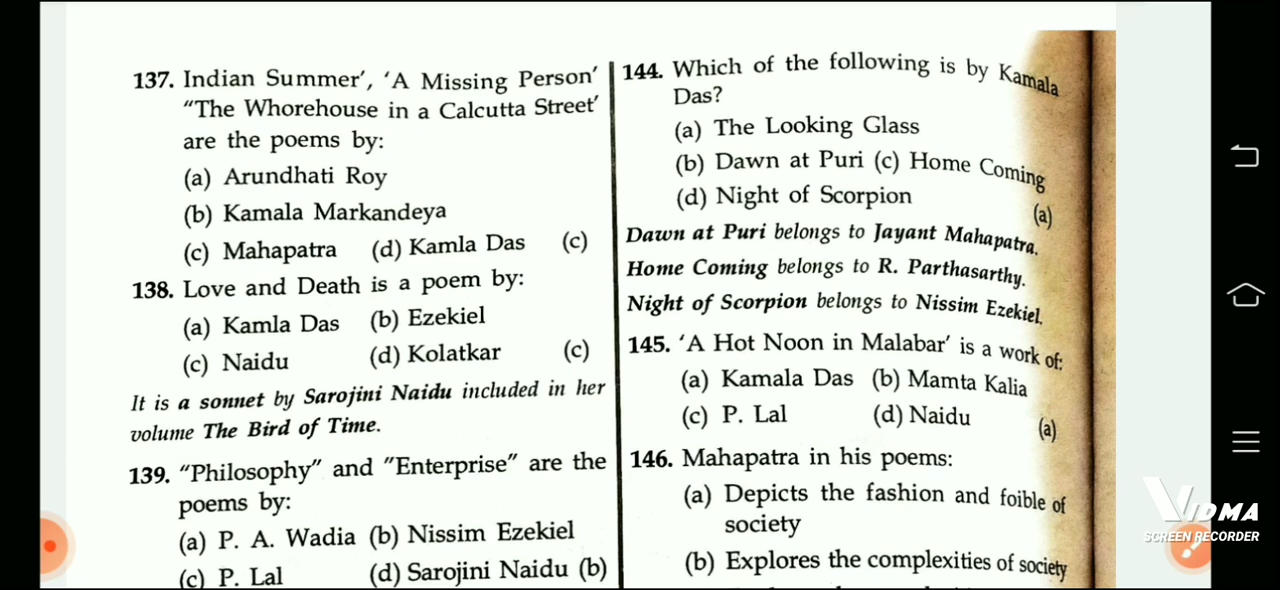 137. Indian Summer', 'A Missing Person'
"The Whorehouse in a Calcutta Street'
are the poems by:
(a) Arundhati Roy
(b) Kamala Markandeya
(c) Mahapatra (d) Kamla Das (c)
138. Love and Death is a poem by:
(a) Kamla Das (b) Ezekiel
(c) Naidu (d) Kolatkar (c)
It is a sonnet by Sarojini Naidu included in her
volume The Bird of Time.
139. "Philosophy" and "Enterprise" are the
poems by:
(a) P. A. Wadia (b) Nissim Ezekiel
(c) P. Lal (d) Sarojini Naidu (b)
144. Which of the following is by Kamala
Das?
(a) The Looking Glass
(b) Dawn at Puri (c) Home Coming
(d) Night of Scorpion (a)
Dawn at Puri belongs to Jayant Mahapatra.
Home Coming belongs to R. Parthasarthy.
Night of Scorpion belongs to Nissim Ezekiel.
145. 'A Hot Noon in Malabar' is a work of:
(a) Kamala Das (b) Mamta Kalia
(c) P. Lal (d) Naidu (a)
146. Mahapatra in his poems:
(a) Depicts the fashion and foible of
society
(b) Explores the complexities of society
VIDMA
SCREEN RECORDER